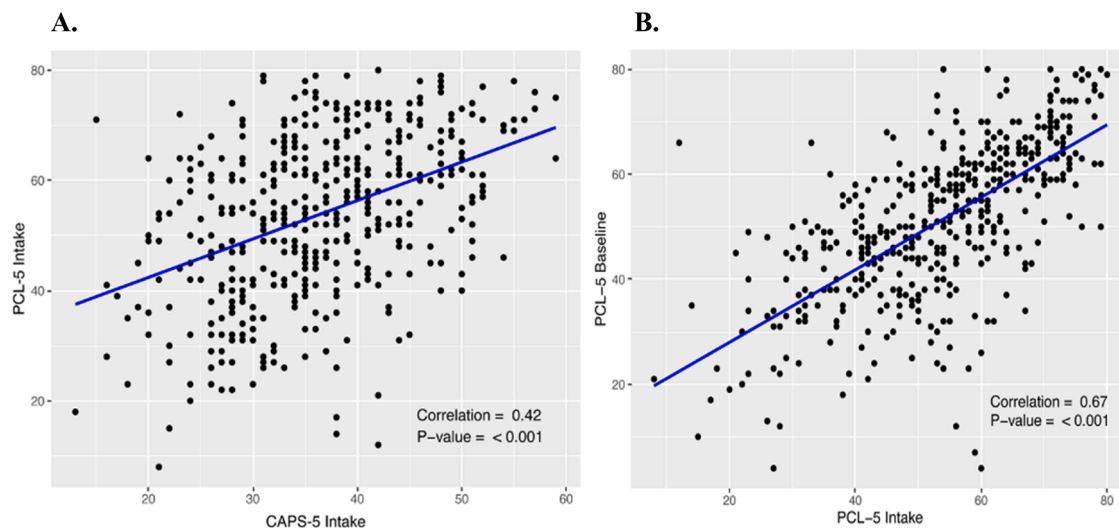 A.
B.
80
60
40
20
PCL-5 Intake
Correlation = 0.42
P-value = < 0.001
20
30
40
50
60
CAPS-5 Intake
80
60
40
20
PCL-5 Baseline
Correlation = 0.67
P-value = < 0.001
20
40
60
80
PCL-5 Intake